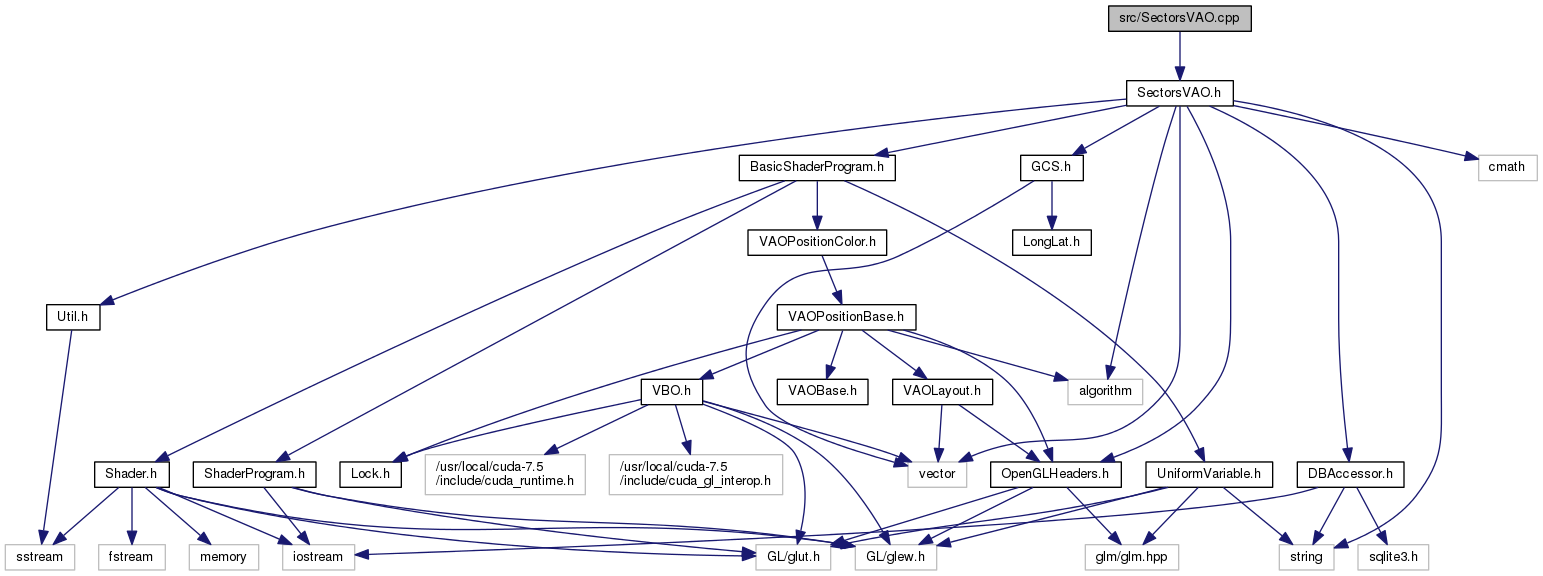 src/SectorsVAO.cpp
SectorsVAO.h
BasicShaderProgram.h
GCS.h
cmath
VAOPositionColor.h
LongLat.h
Util.h
VAOPositionBase.h
VBO.h
VAOBase.h
VAOLayout.h
algorithm
Shader.h
ShaderProgram.h
Lock.h
/usr/local/cuda-7.5
/include/cuda_runtime.h
/usr/local/cuda-7.5
/include/cuda_gl_interop.h
vector
OpenGLHeaders.h
UniformVariable.h
DBAccessor.h
sstream
fstream
memory
iostream
GL/glut.h
GL/glew.h
glm/glm.hpp
string
sqlite3.h